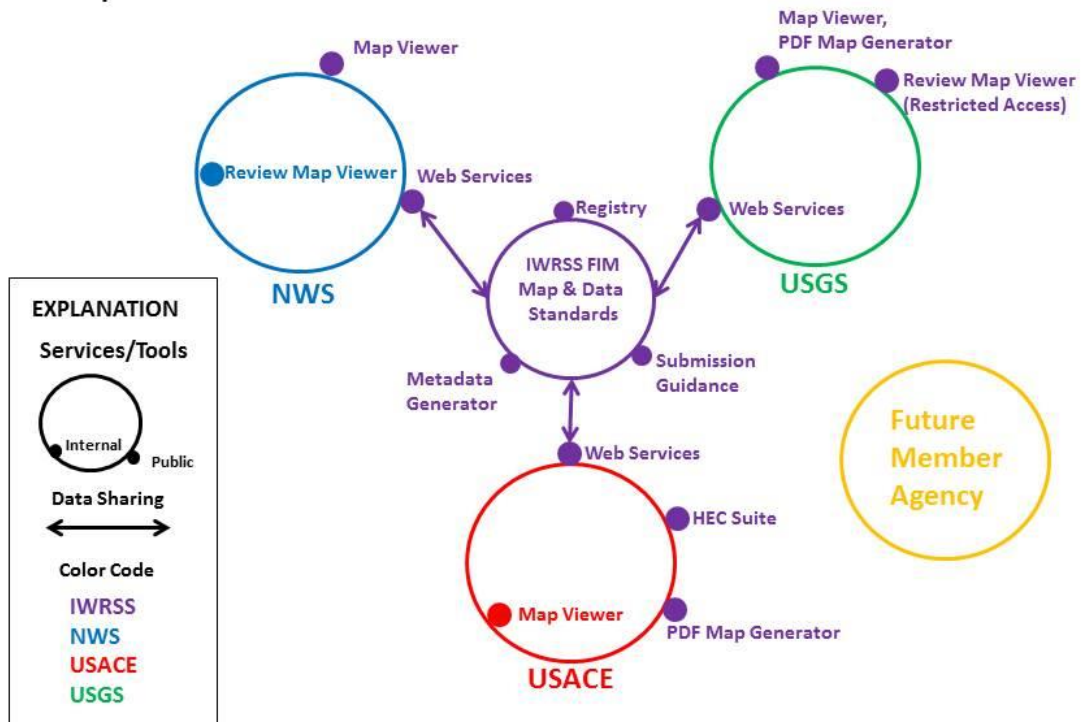 Map Viewer
Review Map Viewer
Web Services
NWS
Map Viewer,
PDF Map Generator
Review Map Viewer
(Restricted Access)
Web Services
USGS
Registry
IWRSS FIM
Map & Data
Standards
Metadata
Generator
Submission
Guidance
Web Services
HEC Suite
Map Viewer
PDF Map Generator
USACE
Future
Member
Agency
EXPLANATION
Services/Tools
Internal
Public
Data Sharing
Color Code
IWRSS
NWS
USACE
USGS